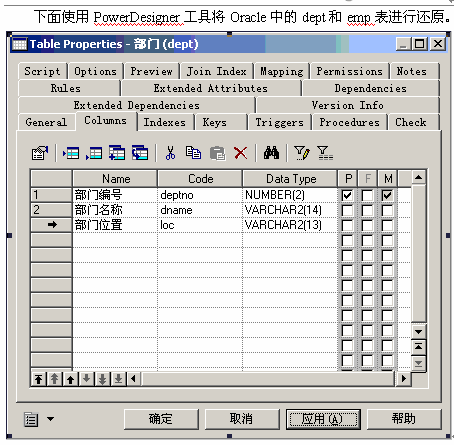 下面使用 PowerDesigner 工具将 Oracle 中的 dept 和 emp 表进行还原。
Table Properties - 部门 (dept)
Script Options Preview Join Index Mapping Permissions Notes
Rules Extended Attributes Dependencies
Extended Dependencies Version Info
General Columns Indexes Keys Triggers Procedures Check
Name Code Data Type P F M
1 部门编号 deptno NUMBER(2)
2 部门名称 dname VARCHAR2(14)
部门位置 loc VARCHAR2(13)
确定 取消 应用(A) 帮助